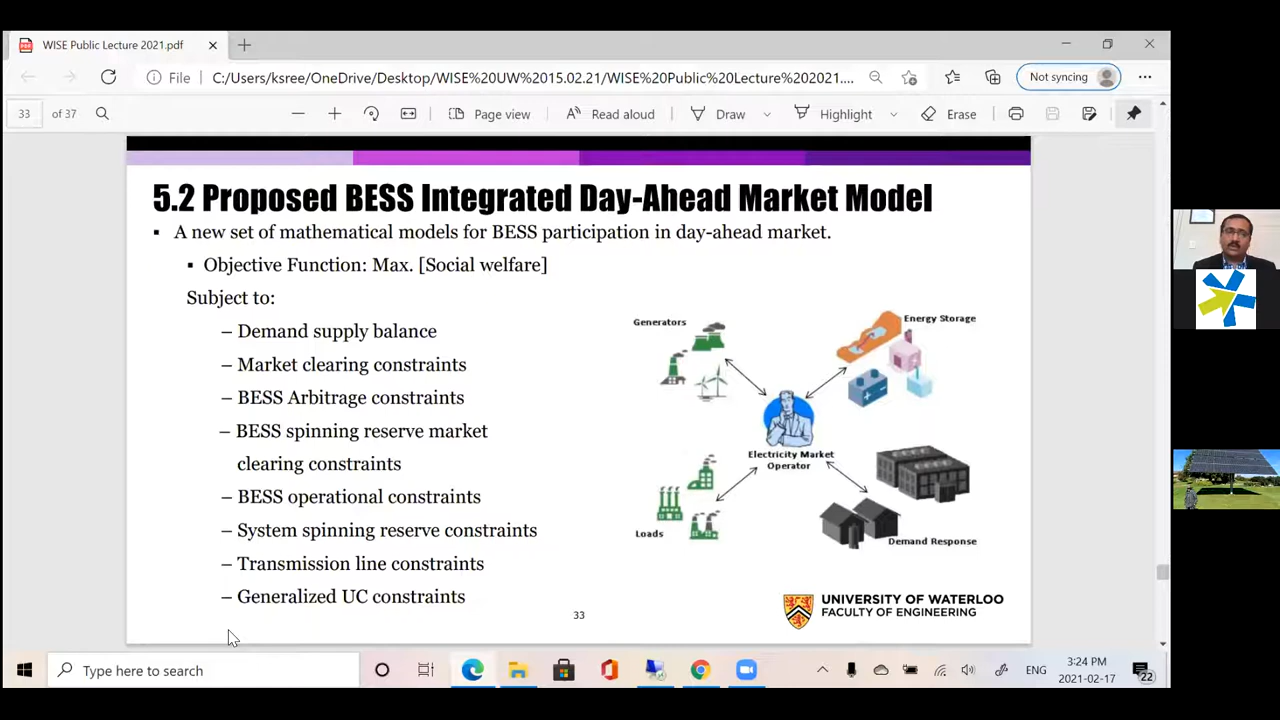 WISE Public Lecture 2021.pdf
File C:/Users/ksree/OneDrive/Desktop/WISE%20UW%2015.02.21/WISE%20Public%20Lecture%202021....
Not syncing
33 of 37
Page view
Read aloud
Draw
Highlight
Erase
5.2 Proposed BESS Integrated Day-Ahead Market Model
▪ A new set of mathematical models for BESS participation in day-ahead market.
▪ Objective Function: Max. [Social welfare]
Subject to:
– Demand supply balance
– Market clearing constraints
– BESS Arbitrage constraints
– BESS spinning reserve market
clearing constraints
– BESS operational constraints
– System spinning reserve constraints
– Transmission line constraints
– Generalized UC constraints
Generators
Energy Storage
Electricity Market
Operator
Loads
Demand Response
33
UNIVERSITY OF WATERLOO
FACULTY OF ENGINEERING
Type here to search
ENG
3:24 PM
2021-02-17
22